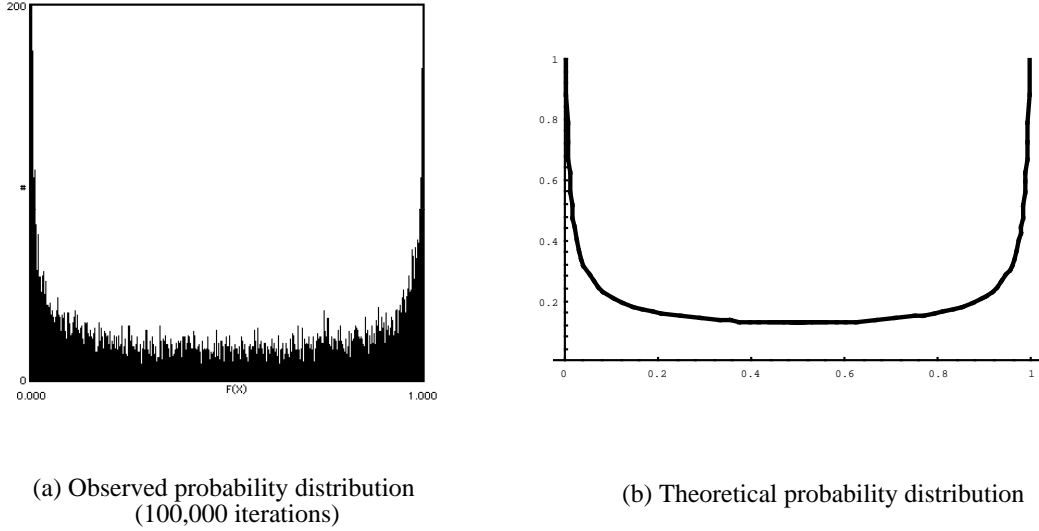 200
#
0
0.000
F(X)
1.000
(a) Observed probability distribution
(100,000 iterations)
1
0.8
0.6
0.4
0.2
0 0.2 0.4 0.6 0.8 1
(b) Theoretical probability distribution